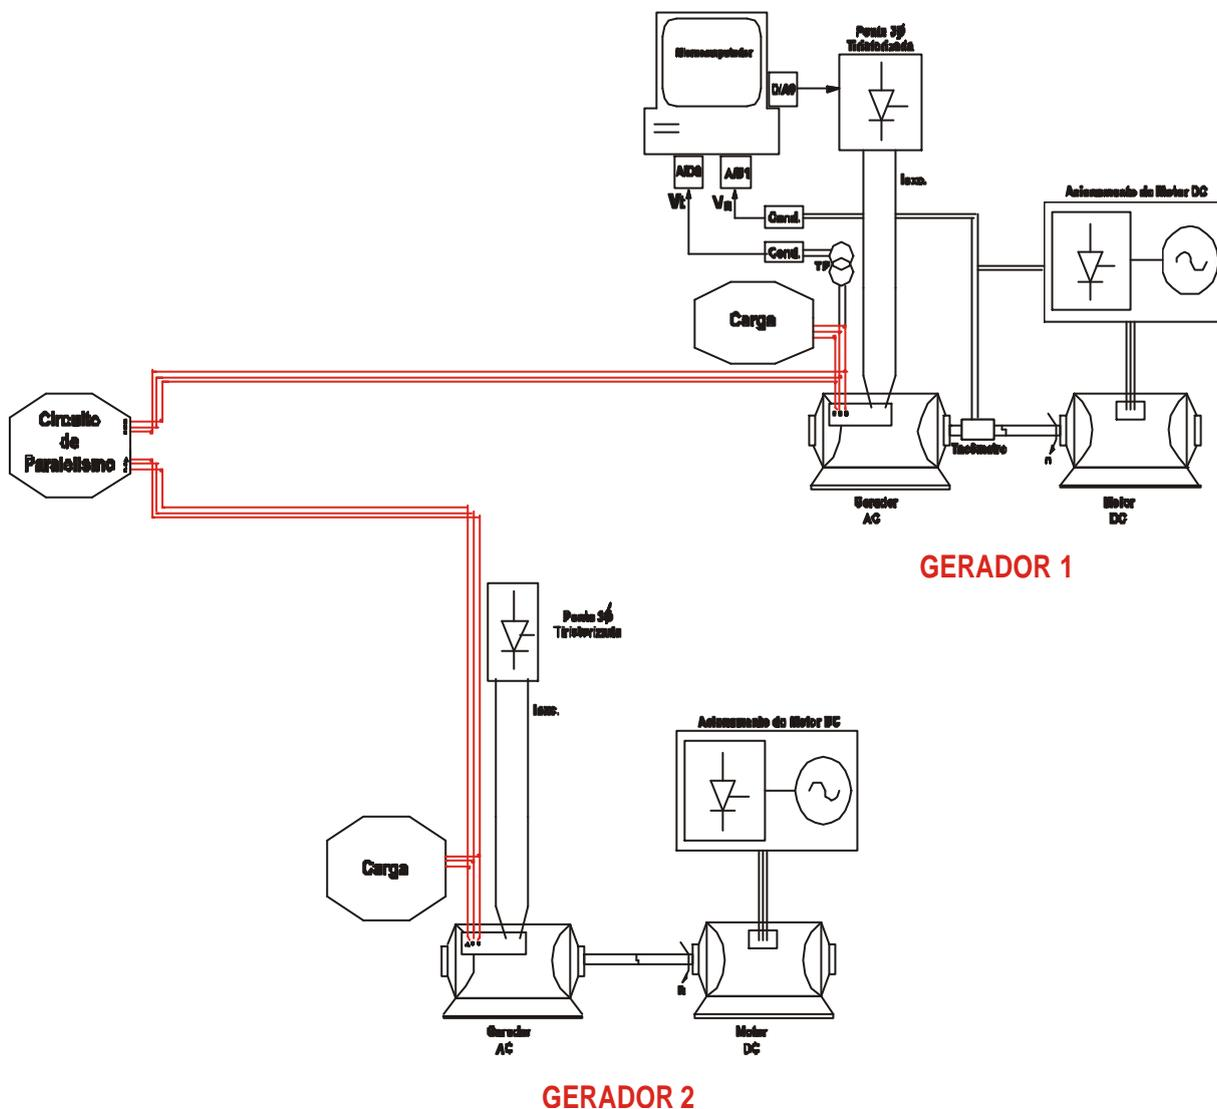 Ponte 3ø
Tiristorizada
Microcomputador
D/A0
A/D0
A/D1
Iexc.
Acionamento do Motor DC
Vt
Vn
Cond.
Cond.
TP
Carga
Circuito
de
Paralelismo
Tacômetro
n
Gerador
AC
Motor
DC
GERADOR 1
Ponte 3ø
Tiristorizada
Iexc.
Acionamento do Motor DC
Carga
n
Gerador
AC
Motor
DC
GERADOR 2